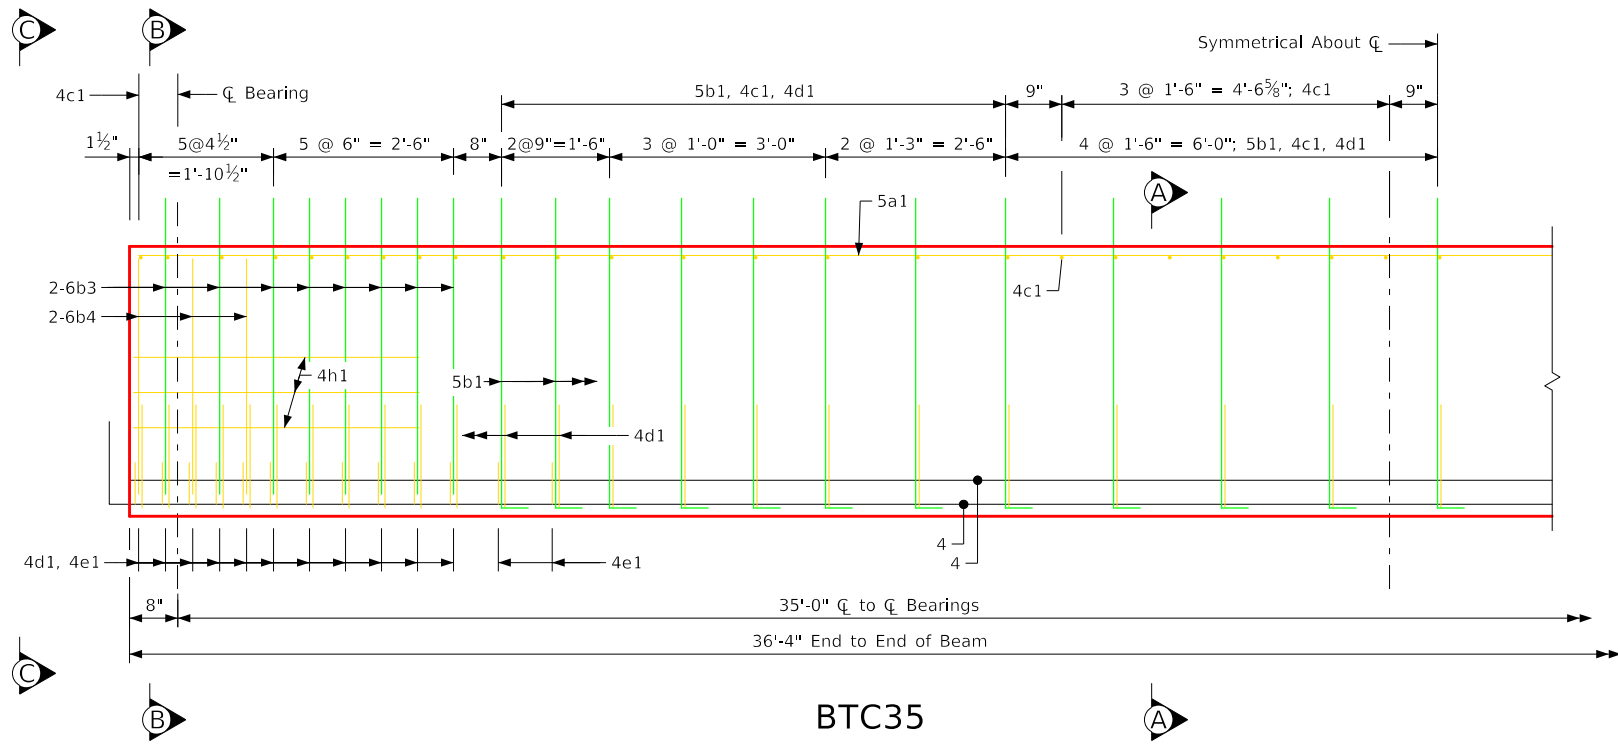 C
B
Symmetrical About ℄
4c1
℄ Bearing
5b1, 4c1, 4d1
9"
3 @ 1'-6" = 4'-6⅝"; 4c1
9"
1½"
5@4½"
=1'-10½"
5 @ 6" = 2'-6"
8"
2@9"=1'-6"
3 @ 1'-0" = 3'-0"
2 @ 1'-3" = 2'-6"
4 @ 1'-6" = 6'-0"; 5b1, 4c1, 4d1
A
5a1
2-6b3
4c1
2-6b4
4h1
5b1
4d1
4
4
4d1, 4e1
4e1
8"
35'-0" ℄ to ℄ Bearings
36'-4" End to End of Beam
C
B
BTC35
A